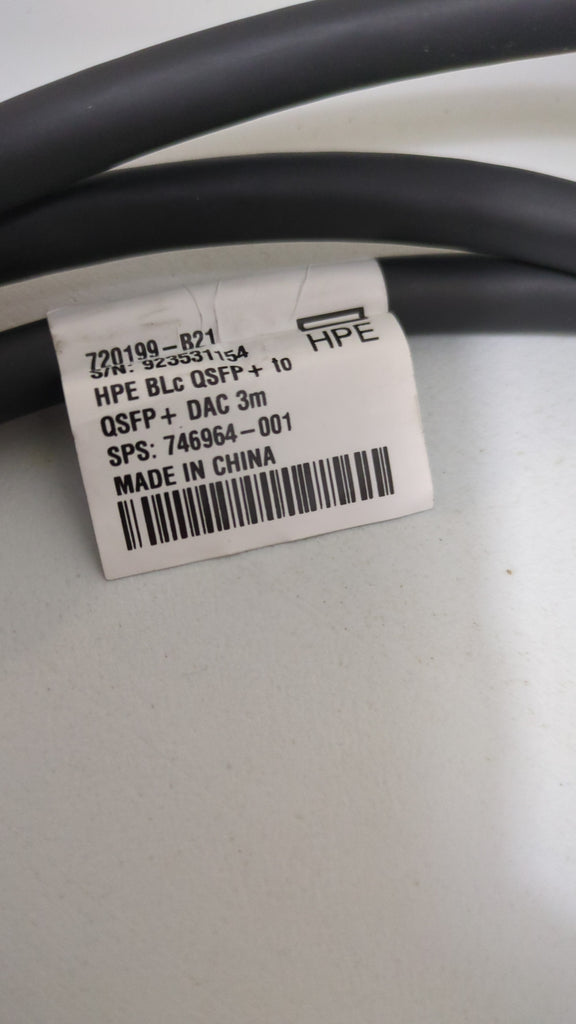 720199-B21
S/N: 923531154
HPE
HPE BLc QSFP+ to
QSFP+ DAC 3m
SPS: 746964-001
MADE IN CHINA